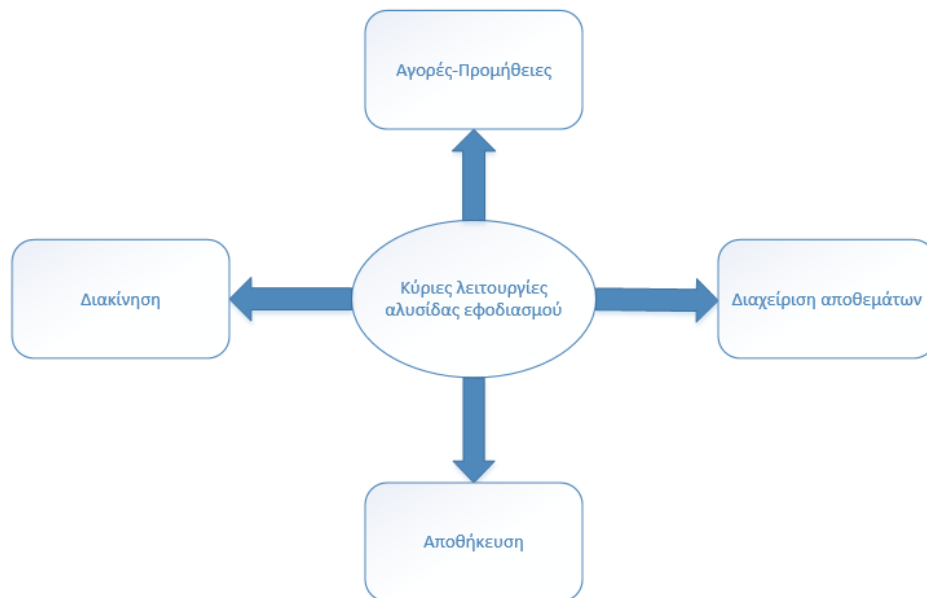 Αγορές-Προμήθειες
Διακίνηση
Κύριες λειτουργίες
αλυσίδας εφοδιασμού
Διαχείριση αποθεμάτων
Αποθήκευση